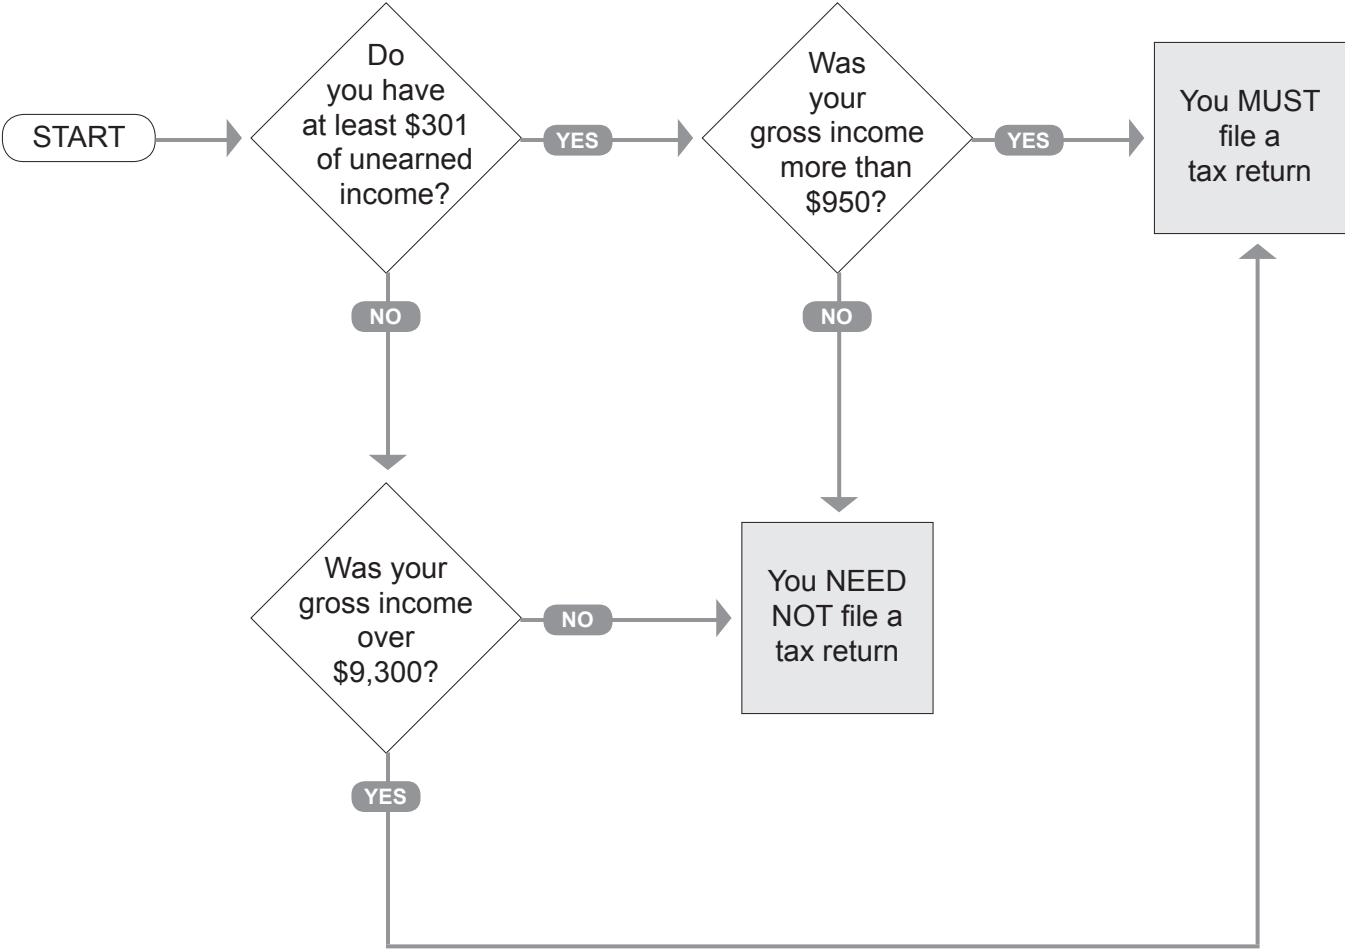 START
Do
you have
at least $301
of unearned
income?
YES
Was
your
gross income
more than
$950?
YES
You MUST
file a
tax return
NO
NO
Was your
gross income
over
$9,300?
NO
You NEED
NOT file a
tax return
YES